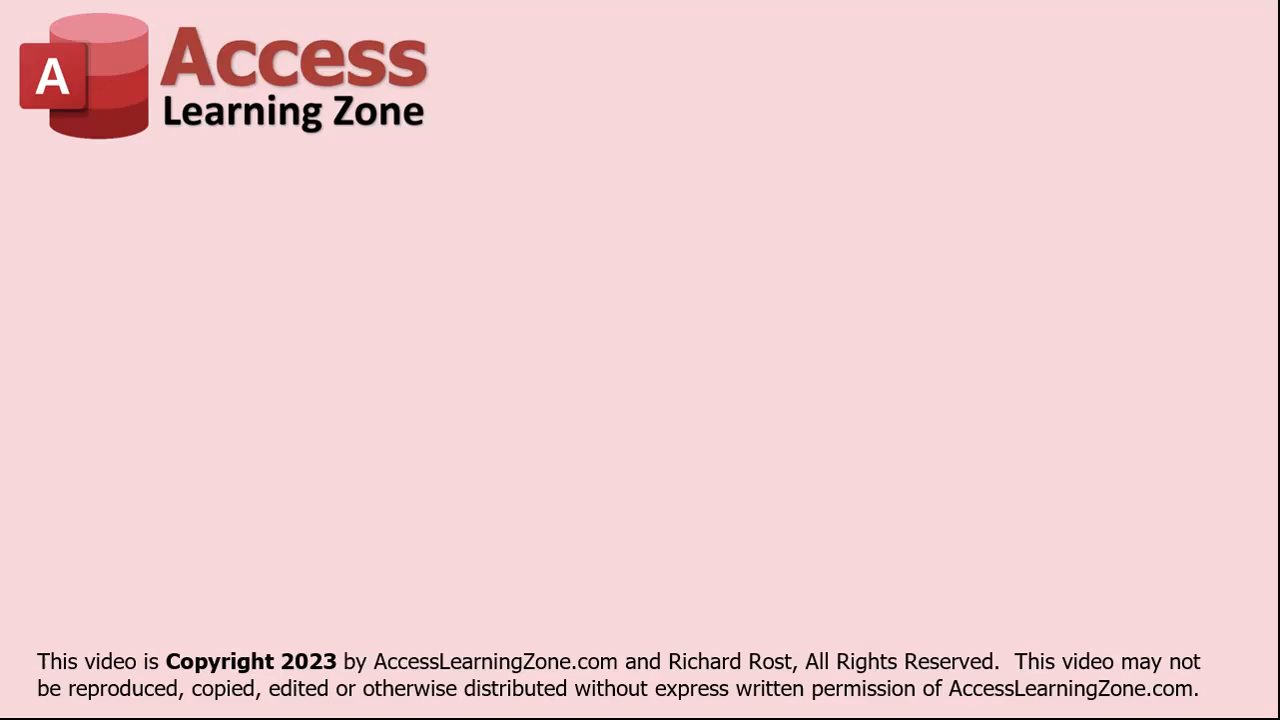 A
Access
Learning Zone
This video is Copyright 2023 by AccessLearningZone.com and Richard Rost, All Rights Reserved.  This video may not
be reproduced, copied, edited or otherwise distributed without express written permission of AccessLearningZone.com.